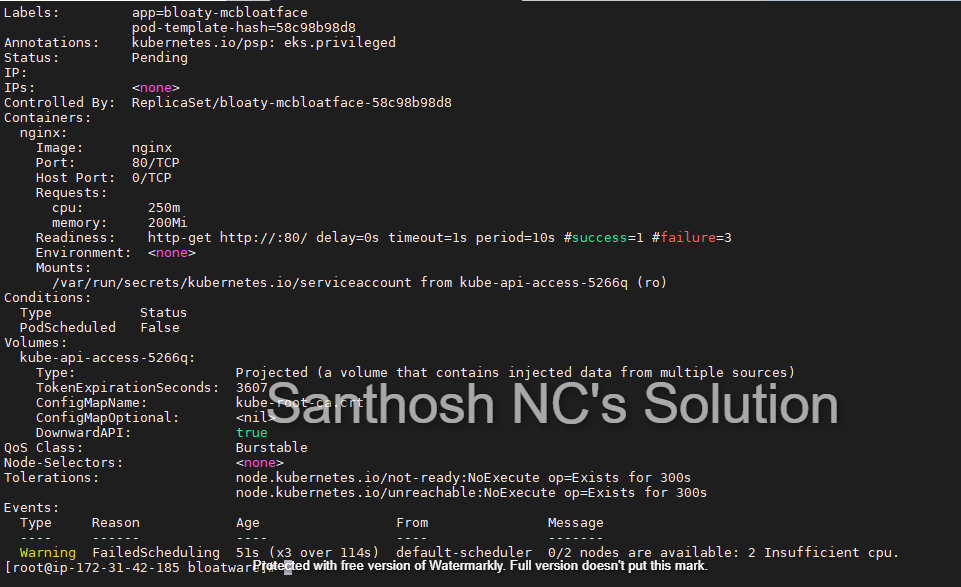 Labels:         app=bloaty-mcbloatface
                pod-template-hash=58c98b98d8
Annotations:    kubernetes.io/psp: eks.privileged
Status:         Pending
IP:
IPs:            <none>
Controlled By:  ReplicaSet/bloaty-mcbloatface-58c98b98d8
Containers:
  nginx:
    Image:      nginx
    Port:       80/TCP
    Host Port:  0/TCP
    Requests:
      cpu:        250m
      memory:     200Mi
    Readiness:    http-get http://:80/ delay=0s timeout=1s period=10s #success=1 #failure=3
    Environment:  <none>
    Mounts:
      /var/run/secrets/kubernetes.io/serviceaccount from kube-api-access-5266q (ro)
Conditions:
  Type           Status
  PodScheduled   False
Volumes:
  kube-api-access-5266q:
    Type:                    Projected (a volume that contains injected data from multiple sources)
    TokenExpirationSeconds:  3607
    ConfigMapName:           kube-root-ca.crt
Santhosh NC's Solution
    ConfigMapOptional:       <nil>
    DownwardAPI:             true
QoS Class:                   Burstable
Node-Selectors:              <none>
Tolerations:                 node.kubernetes.io/not-ready:NoExecute op=Exists for 300s
                             node.kubernetes.io/unreachable:NoExecute op=Exists for 300s
Events:
  Type     Reason            Age                 From               Message
  ----     ------            ----                ----               -------
  Warning  FailedScheduling  51s (x3 over 114s)  default-scheduler  0/2 nodes are available: 2 Insufficient cpu.
[root@ip-172-31-42-185 bloatware]#
Protected with free version of Watermarkly. Full version doesn't put this mark.